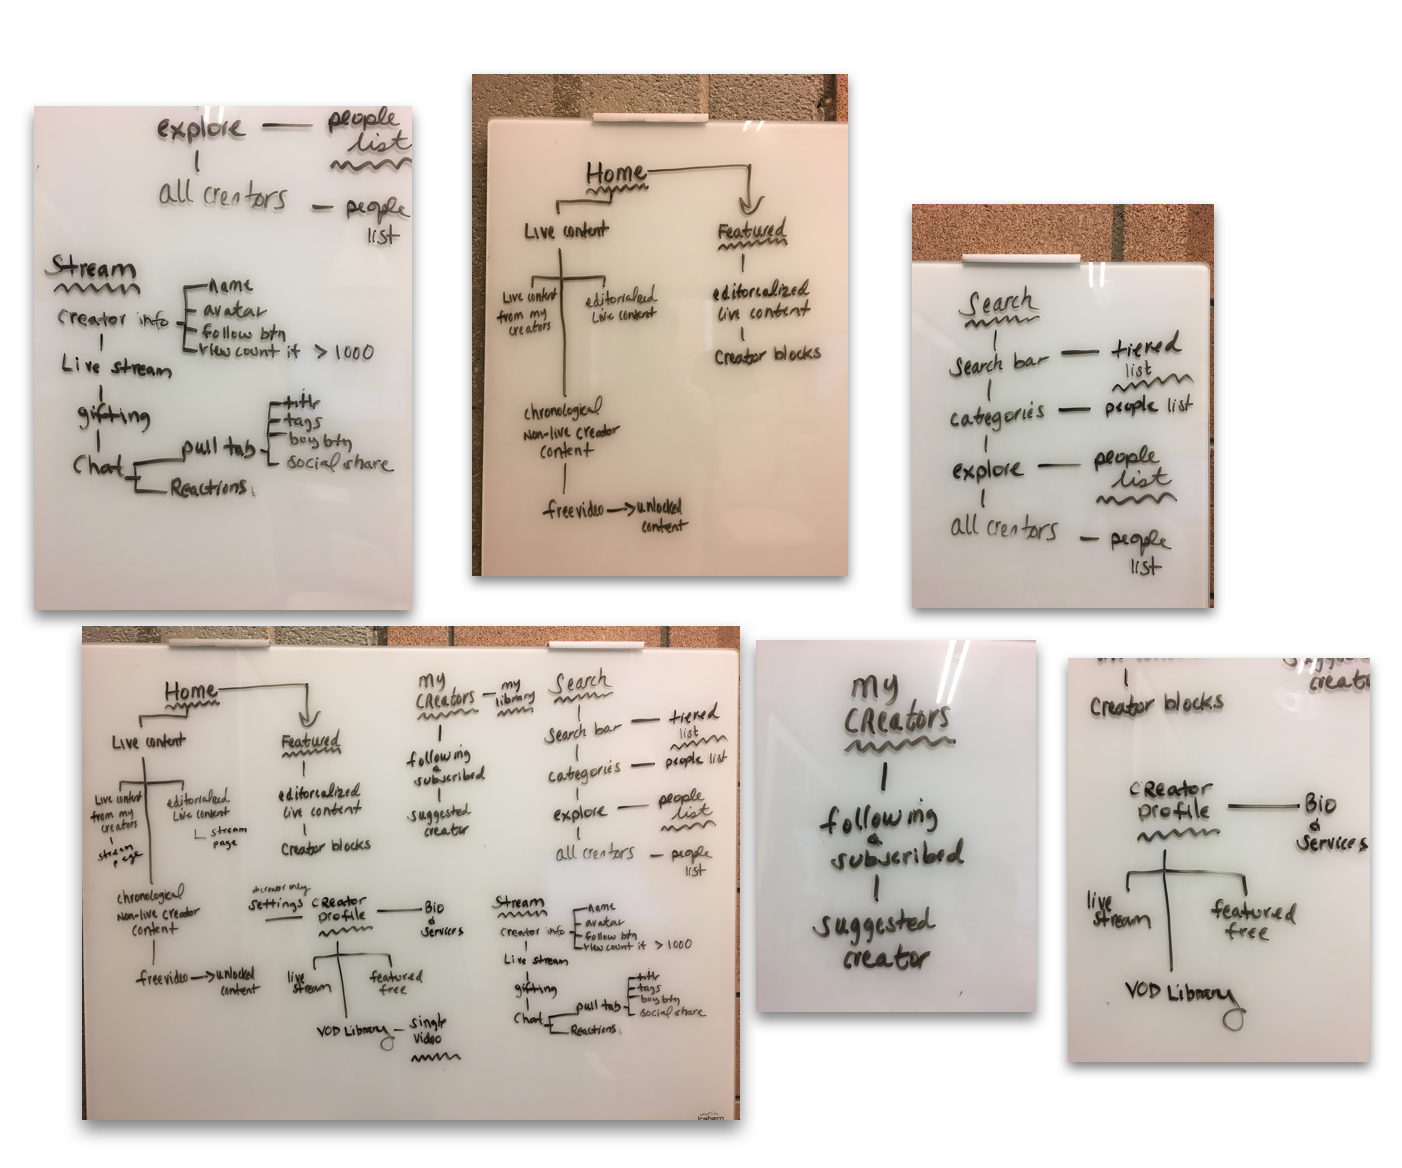 explore — people
list
all creators — people
list
Stream
Creator info
name
avatar
follow btn
view count if > 1000
Live stream
gifting
Chat
pull tab
title
tags
buy btn
social share
Reactions
Home
Live content
Live content
from my
creators
editorialized
Live content
chronological
Non-live creator
content
free video → unlocked
content
Featured
editorialized
live content
Creator blocks
Search
Search bar — tiered
list
categories — people list
explore — people
list
all creators — people
list
Home
Live content
Live content
from my
creators
stream
page
editorialized
Live content
stream
page
chronological
Non-live creator
content
free video → unlocked
content
Featured
editorialized
live content
Creator blocks
my
Creators — my
library
following
&
subscribed
suggested
creator
Search
Search bar — tiered
list
categories — people list
explore — people
list
all creators — people
list
settings
Creator
profile
Bio
&
Services
live
stream
featured
free
VOD Library — single
video
Stream
Creator info
name
avatar
follow btn
view count if > 1000
Live stream
gifting
Chat
pull tab
title
tags
buy btn
social share
Reactions
my
Creators
following
&
subscribed
suggested
creator
suggested
creato
Creator blocks
Creator
profile
Bio
&
Services
live
stream
featured
free
VOD Library